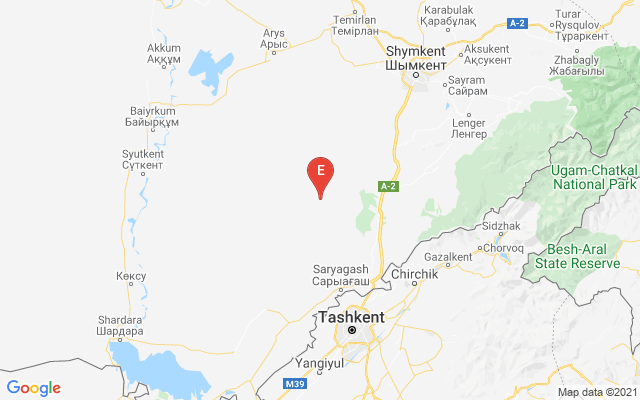 Karabulak
Қарабұлақ
Temirlan
Темірлан
Turar
Rysqulov
Тұраркент
A-2
Arys
Арыс
Akkum
Аққұм
Shymkent
Шымкент
Aksukent
Ақсукент
Zhabagly
Жабағылы
Sayram
Сайрам
Baiyrkum
Байырқұм
Lenger
Ленгер
Syutkent
Сүткент
E
Ugam-Chatkal
National Park
A-2
Sidzhak
Chorvoq
Besh-Aral
State Reserve
Gazalkent
Saryagash
Сарыағаш
Chirchik
Көксу
Shardara
Шардара
Tashkent
Yangiyul
M39
Google
Map data ©2021